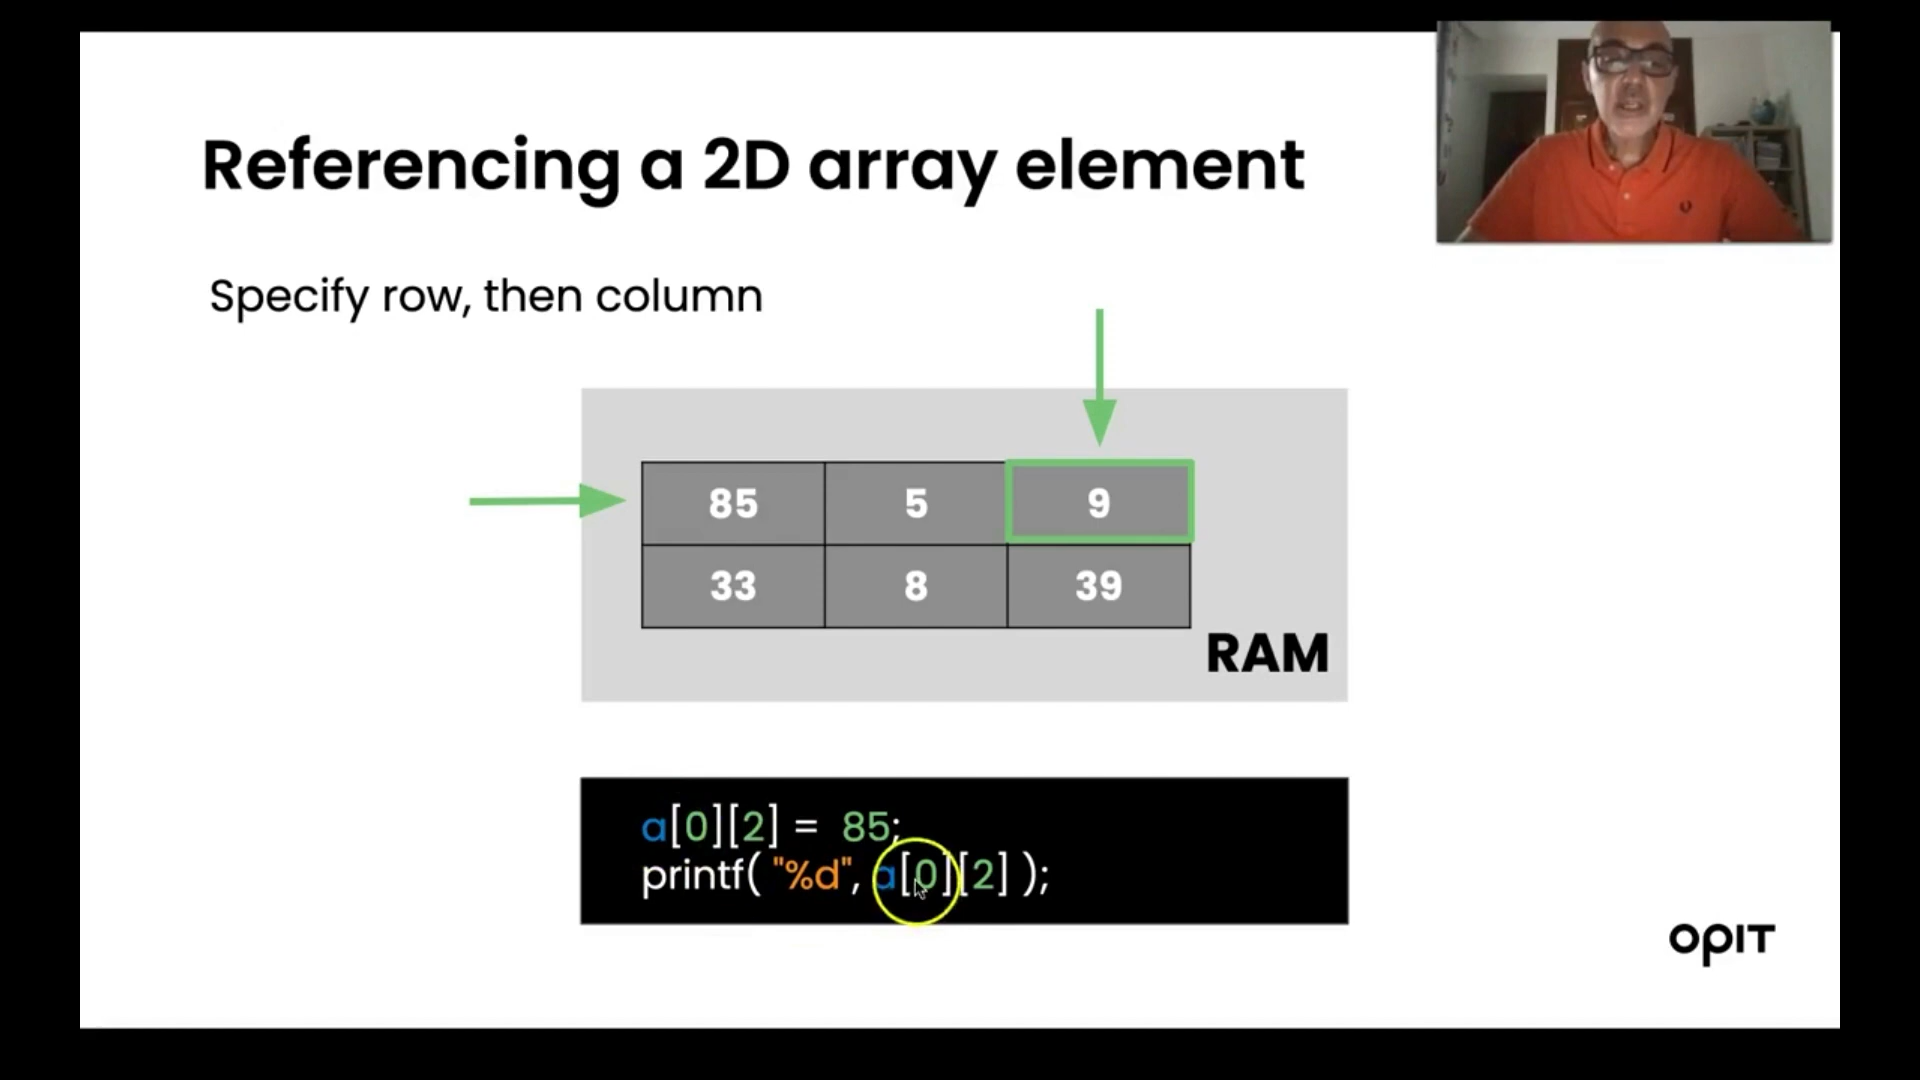 Referencing a 2D array element
Specify row, then column
85 5 9
33 8 39
RAM
a[0][2] = 85;
printf( "%d", a[0][2] );
OPIT